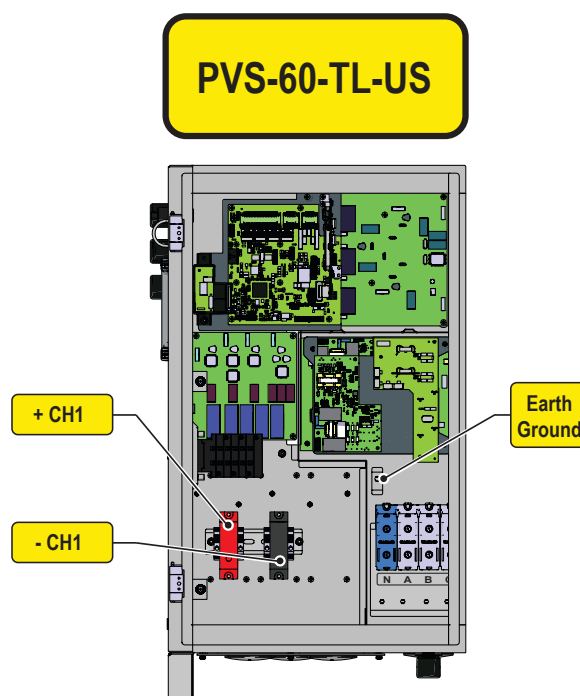 PVS-60-TL-US
+ CH1
Earth
Ground
- CH1
N A B C